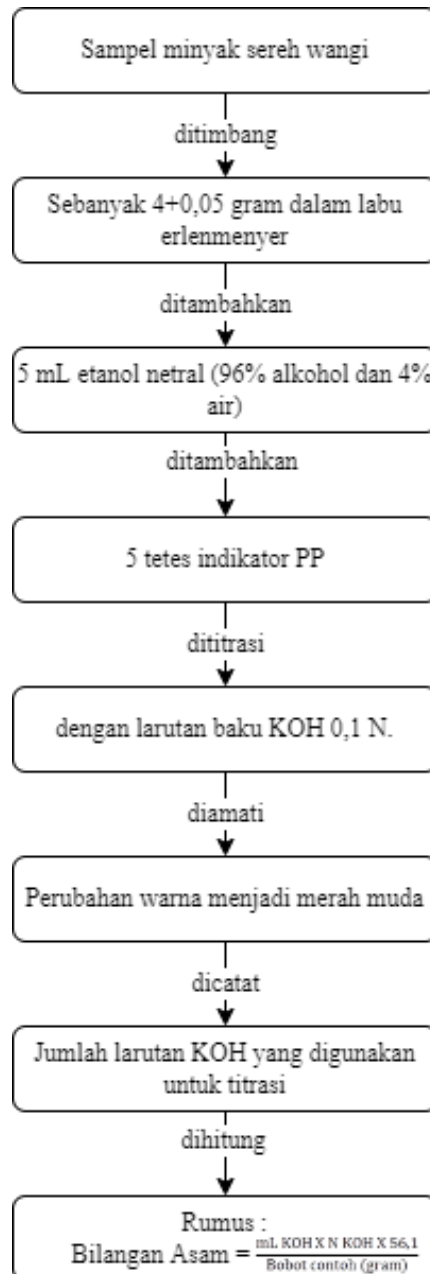 Sampel minyak sereh wangi
ditimbang
Sebanyak 4+0,05 gram dalam labu
erlenmenyer
ditambahkan
5 mL etanol netral (96% alkohol dan 4%
air)
ditambahkan
5 tetes indikator PP
dititrasi
dengan larutan baku KOH 0,1 N.
diamati
Perubahan warna menjadi merah muda
dicatat
Jumlah larutan KOH yang digunakan
untuk titrasi
dihitung
Rumus :
Bilangan Asam = mL KOH X N KOH X 56,1
Bobot contoh (gram)